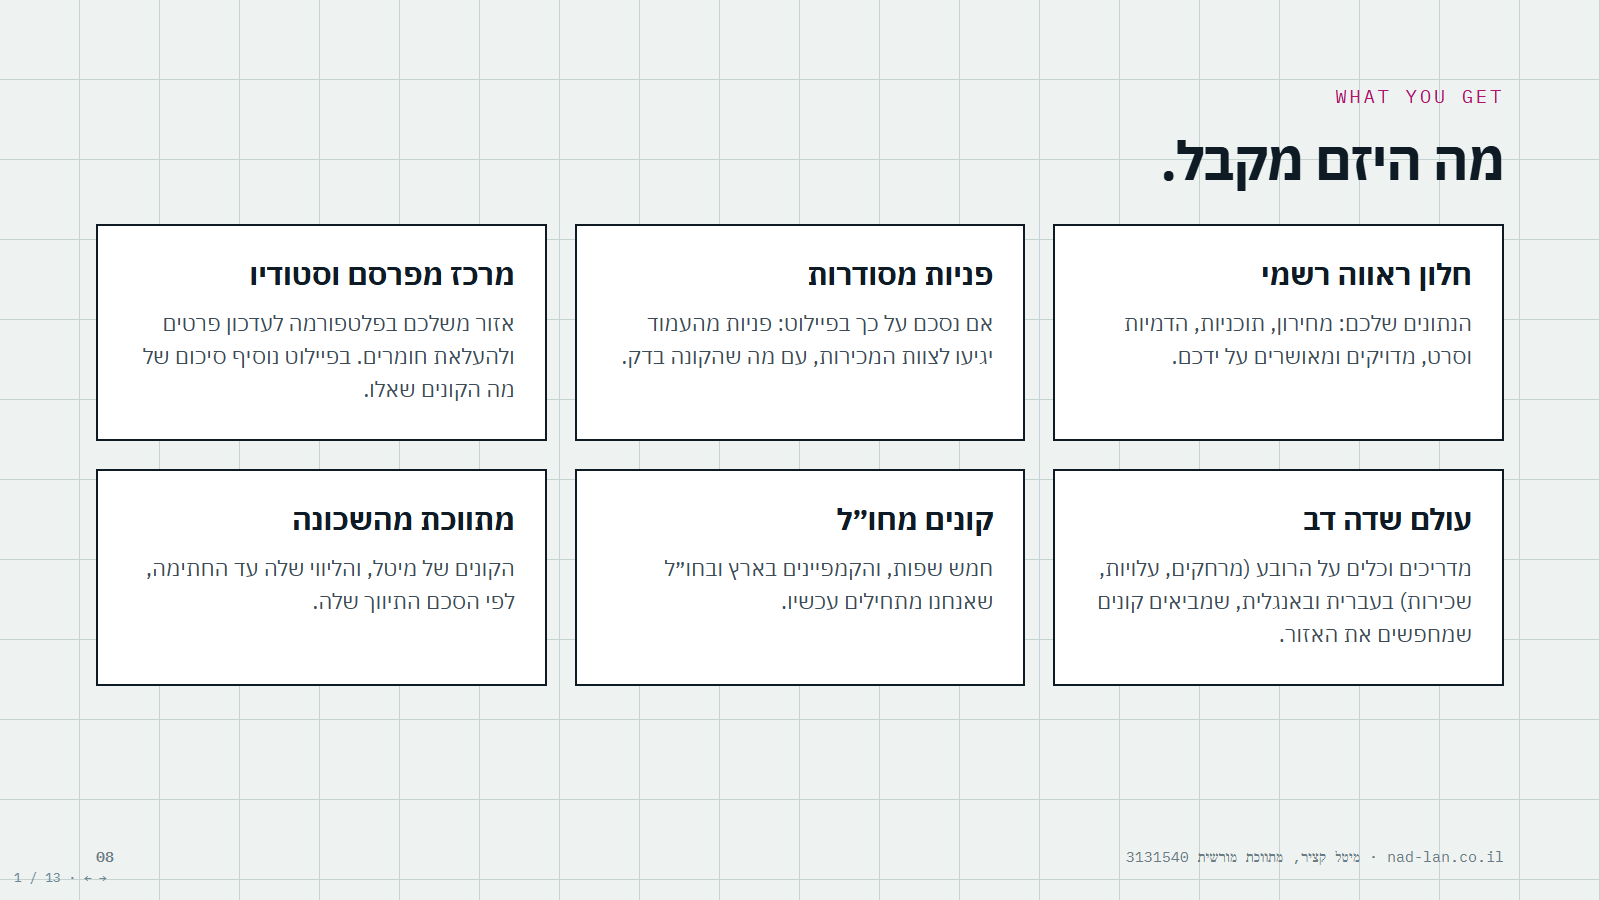 WHAT YOU GET
מה היזם מקבל.
חלון ראווה רשמי
הנתונים שלכם: מחירון, תוכניות, הדמיות
וסרט, מדויקים ומאושרים על ידכם.
פניות מסודרות
אם נסכם על כך בפיילוט: פניות מהעמוד
יגיעו לצוות המכירות, עם מה שהקונה בדק.
מרכז מפרסם וסטודיו
אזור משלכם בפלטפורמה לעדכון פרטים
ולהעלאת חומרים. בפיילוט נוסיף סיכום של
מה הקונים שאלו.
עולם שדה דב
מדריכים וכלים על הרובע (מרחקים, עלויות,
שכירות) בעברית ובאנגלית, שמביאים קונים
שמחפשים את האזור.
קונים מחו״ל
חמש שפות, והקמפיינים בארץ ובחו״ל
שאנחנו מתחילים עכשיו.
מתווכת מהשכונה
הקונים של מיטל, והליווי שלה עד החתימה,
לפי הסכם התיווך שלה.
nad-lan.co.il · מיטל קציר, מתווכת מורשית 3131540
08
1 / 13 · ← →